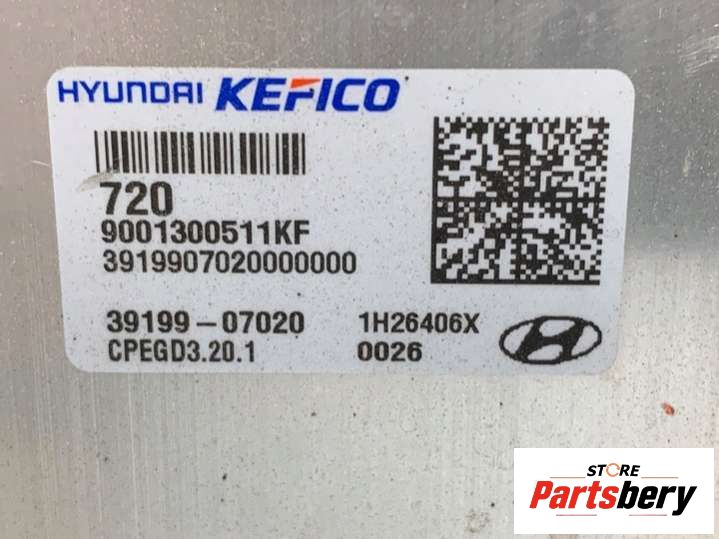 HYUNDAI KEFICO
720
9001300511KF
3919907020000000
39199-07020 1H26406X
CPEGD3.20.1 0026
STORE
Partsbery